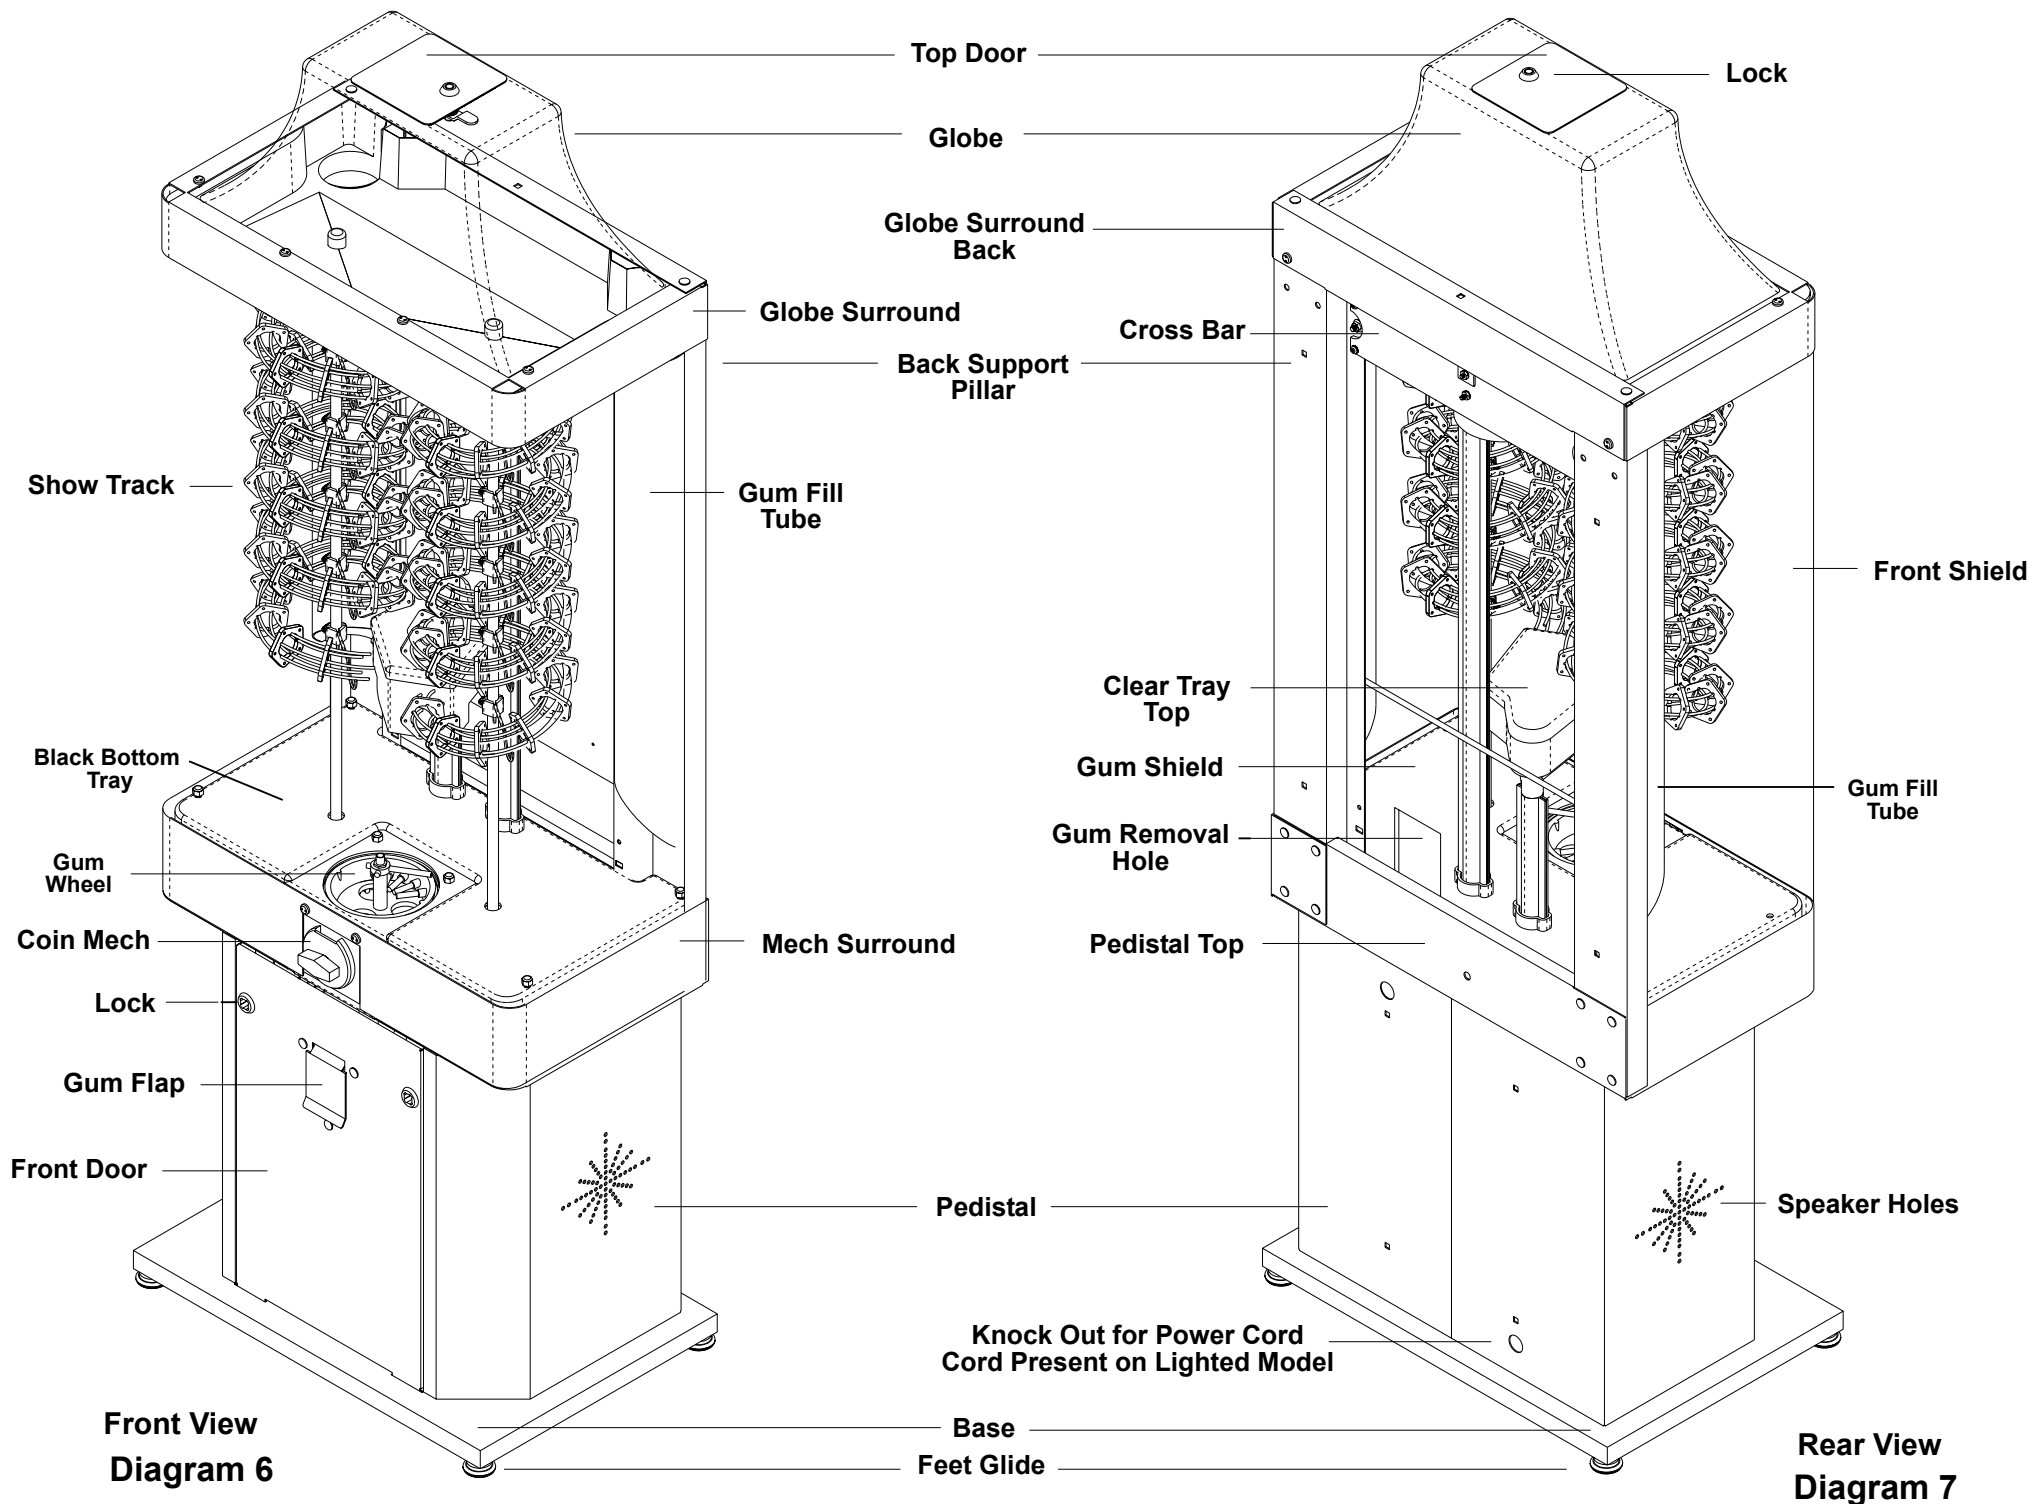 Top Door
Lock
Globe
Globe Surround
Back
Globe Surround
Cross Bar
Back Support
Pillar
Show Track
Gum Fill
Tube
Front Shield
Clear Tray
Top
Black Bottom
Tray
Gum Shield
Gum Fill
Tube
Gum Removal
Hole
Gum
Wheel
Coin Mech
Mech Surround
Pedistal Top
Lock
Gum Flap
Front Door
Pedistal
Speaker Holes
Knock Out for Power Cord
Cord Present on Lighted Model
Front View
Diagram 6
Base
Feet Glide
Rear View
Diagram 7